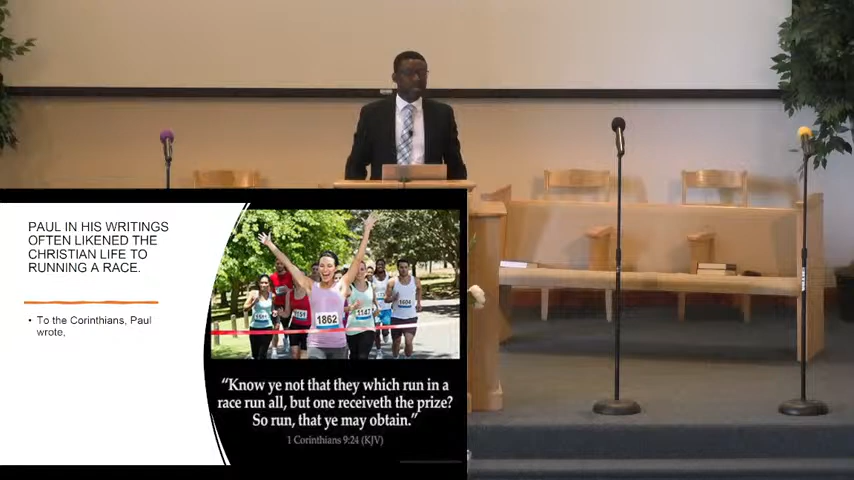 PAUL IN HIS WRITINGS
OFTEN LIKENED THE
CHRISTIAN LIFE TO
RUNNING A RACE.
• To the Corinthians, Paul
wrote,
1862
1147
1604
"Know ye not that they which run in a
race run all, but one receiveth the prize?
So run, that ye may obtain."
1 Corinthians 9:24 (KJV)